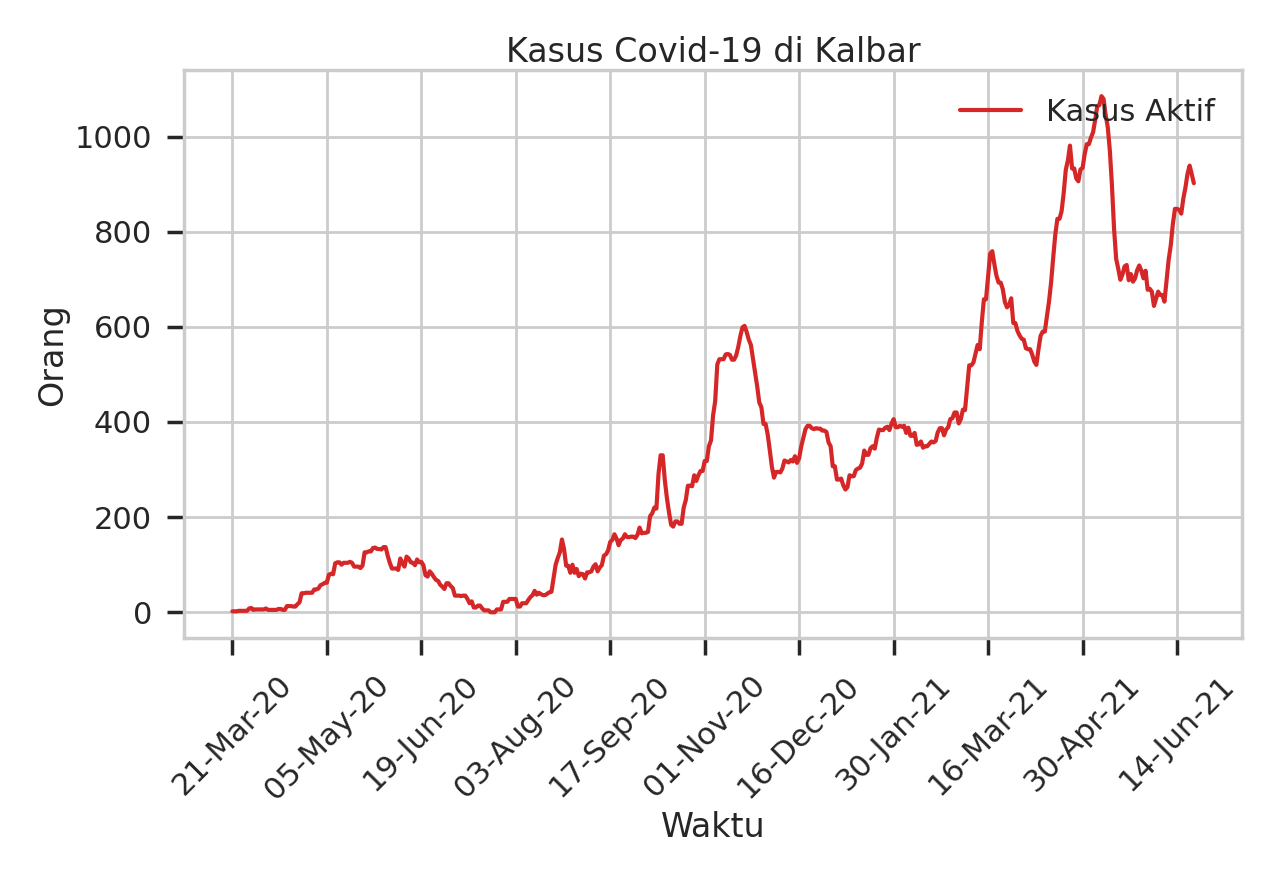 Kasus Covid-19 di Kalbar
Kasus Aktif
1000
800
600
400
200
0
Orang
21-Mar-20
05-May-20
19-Jun-20
03-Aug-20
17-Sep-20
01-Nov-20
16-Dec-20
30-Jan-21
16-Mar-21
30-Apr-21
14-Jun-21
Waktu